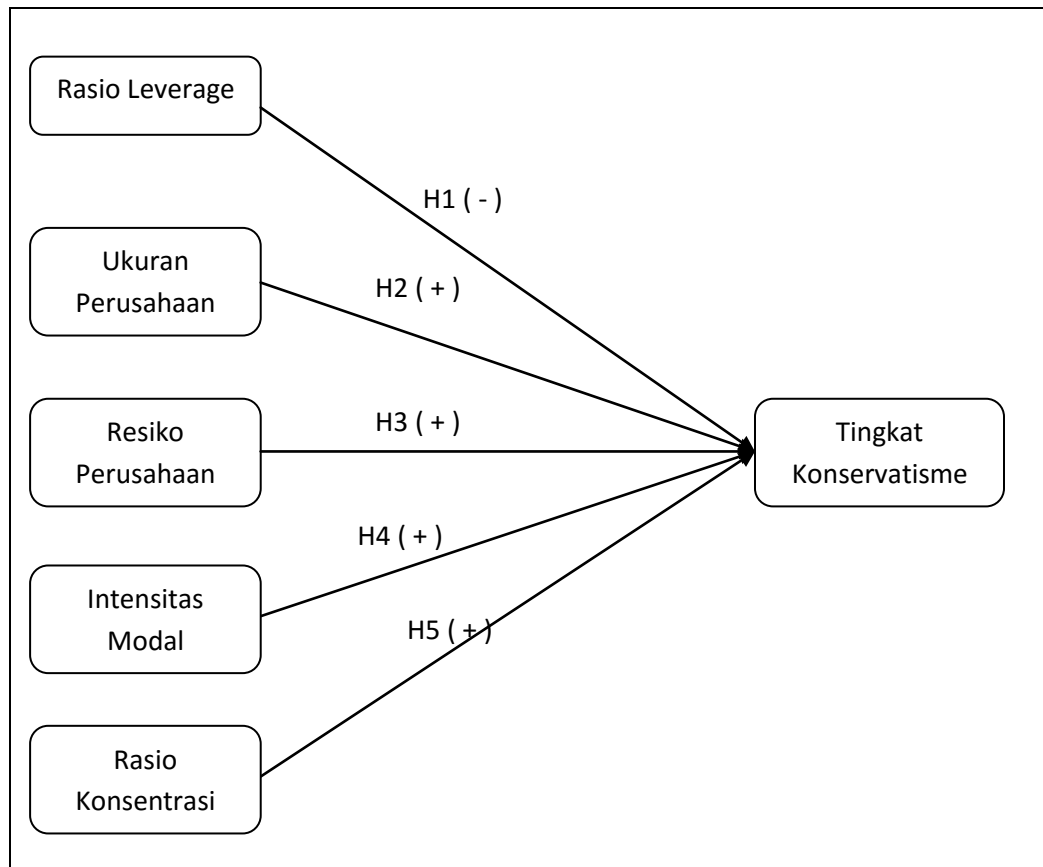 Rasio Leverage
H1 ( - )
Ukuran
Perusahaan
H2 ( + )
Resiko
Perusahaan
H3 ( + )
Tingkat
Konservatisme
H4 ( + )
Intensitas
Modal
H5 ( + )
Rasio
Konsentrasi